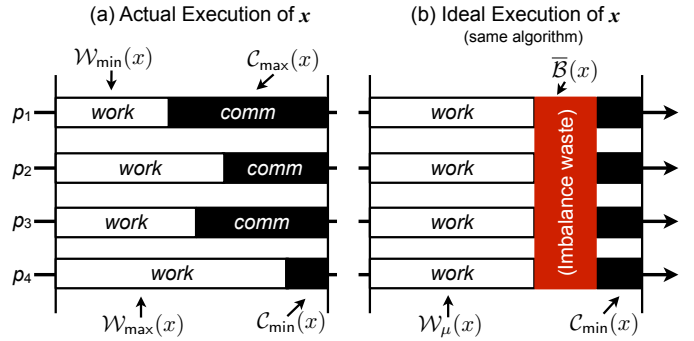 (a) Actual Execution of x
(b) Ideal Execution of x
(same algorithm)
𝒲min(x)
𝒞max(x)
ℬ̅(x)
p1
work
comm
work
p2
work
comm
work
p3
work
comm
work
p4
work
work
(Imbalance waste)
𝒲max(x)
𝒞min(x)
𝒲μ(x)
𝒞min(x)